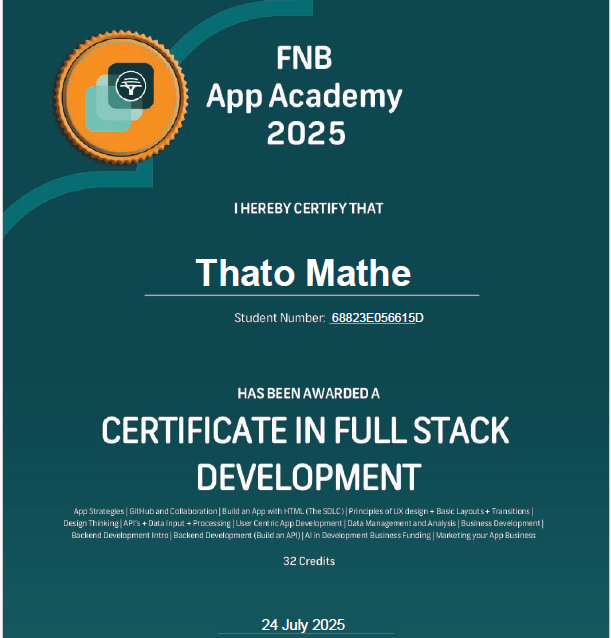 FNB
App Academy
2025
I HEREBY CERTIFY THAT
Thato Mathe
Student Number: 68823E056615D
HAS BEEN AWARDED A
CERTIFICATE IN FULL STACK
DEVELOPMENT
App Strategies | GitHub and Collaboration | Build an App with HTML (The SDLC) | Principles of UX design + Basic Layouts + Transitions |
Design Thinking | API's + Data Input + Processing | User Centric App Development | Data Management and Analysis | Business Development |
Backend Development Intro | Backend Development (Build an API) | AI in Development Business Funding | Marketing your App Business
32 Credits
24 July 2025